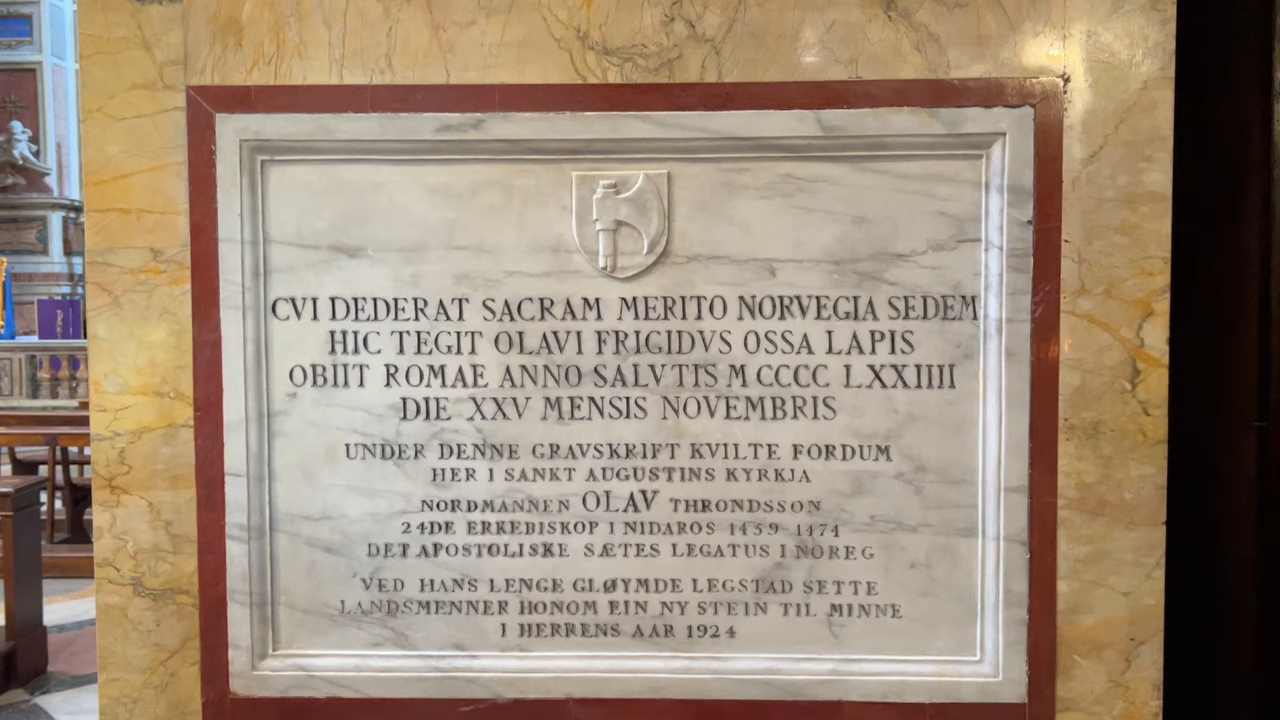 CVI DEDERAT SACRAM MERITO NORVEGIA SEDEM
HIC TEGIT OLAVI FRIGIDVS OSSA LAPIS
OBIIT ROMAE ANNO SALVTIS M CCCC LXXIIII
DIE XXV MENSIS NOVEMBRIS
UNDER DENNE GRAVSKRIFT KVILTE FORDUM
HER I SANKT AUGUSTINS KYRKJA
NORDMANNEN OLAV THRONDSSON
24DE ERKEBISKOP I NIDAROS 1459-1474
DET APOSTOLISKE SÆTES LEGATUS I NOREG
VED HANS LENGE GLØYMDE LEGSTAD SETTE
LANDSMENNER HONOM EIN NY STEIN TIL MINNE
I HERRENS AAR 1924